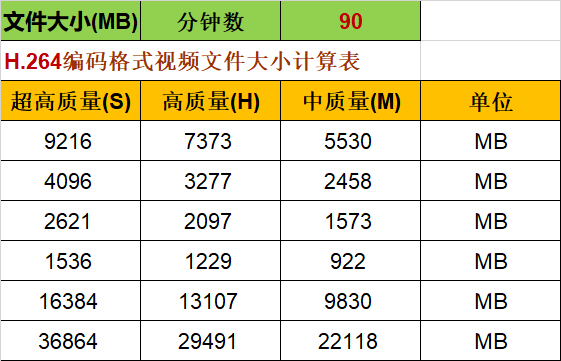 文件大小(MB) 分钟数 90
H.264编码格式视频文件大小计算表
超高质量(S) 高质量(H) 中质量(M) 单位
9216 7373 5530 MB
4096 3277 2458 MB
2621 2097 1573 MB
1536 1229 922 MB
16384 13107 9830 MB
36864 29491 22118 MB